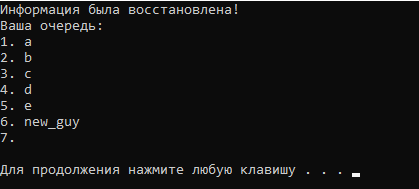 Информация была восстановлена!
Ваша очередь:
1. a
2. b
3. c
4. d
5. e
6. new_guy
7.
Для продолжения нажмите любую клавишу . . .